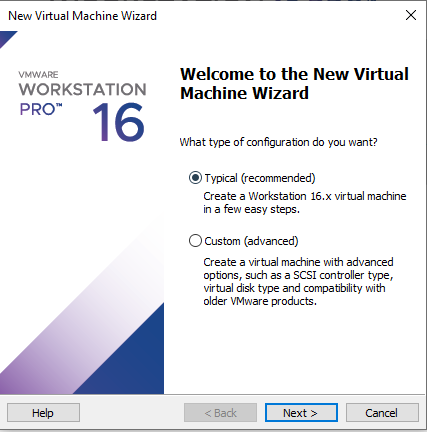 New Virtual Machine Wizard
VMWARE
WORKSTATION
PRO™ 16
Welcome to the New Virtual
Machine Wizard
What type of configuration do you want?
Typical (recommended)
Create a Workstation 16.x virtual machine
in a few easy steps.
Custom (advanced)
Create a virtual machine with advanced
options, such as a SCSI controller type,
virtual disk type and compatibility with
older VMware products.
Help
< Back
Next >
Cancel